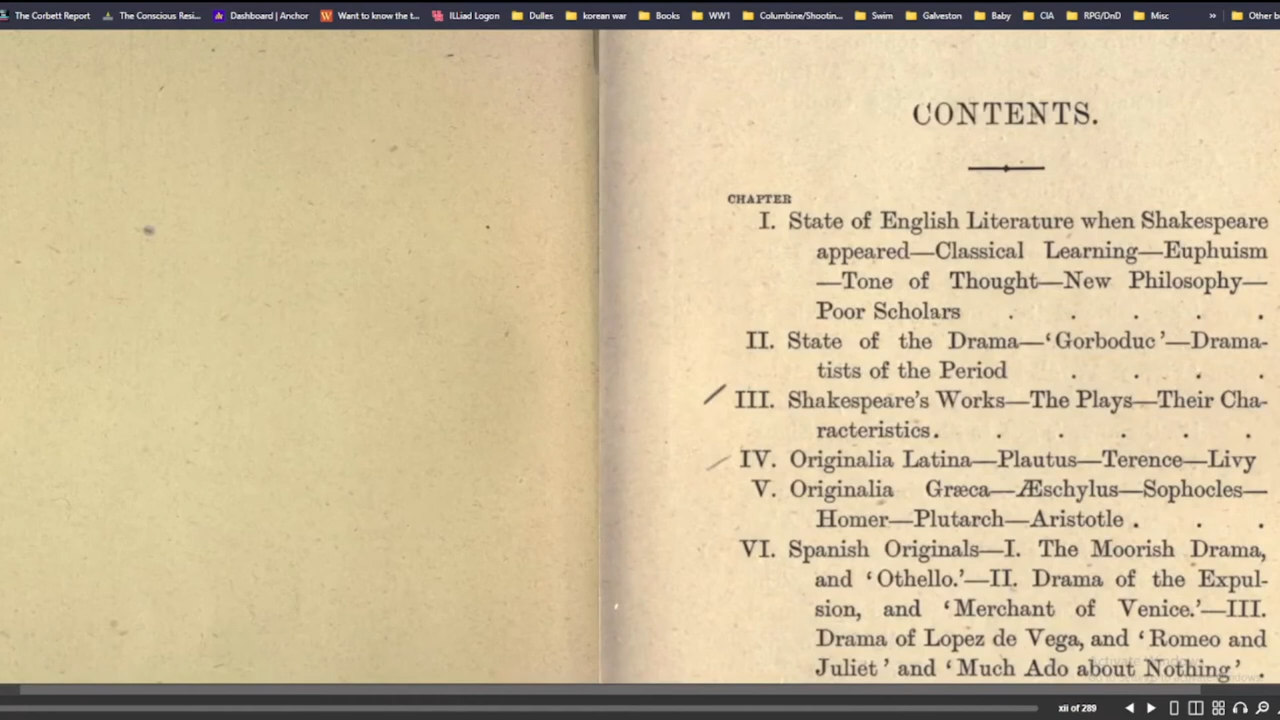 The Corbett Report The Conscious Resi... Dashboard | Anchor Want to know the t... ILLiad Logon Dulles korean war Books WW1 Columbine/Shootin... Swim Galveston Baby CIA RPG/DnD Misc » Other b
CONTENTS.
CHAPTER
I. State of English Literature when Shakespeare
appeared—Classical Learning—Euphuism
—Tone of Thought—New Philosophy—
Poor Scholars . . . . .
II. State of the Drama—‘Gorboduc’—Drama-
tists of the Period . . . .
III. Shakespeare's Works—The Plays—Their Cha-
racteristics. . . . . .
IV. Originalia Latina—Plautus—Terence—Livy
V. Originalia Græca—Æschylus—Sophocles—
Homer—Plutarch—Aristotle . . .
VI. Spanish Originals—I. The Moorish Drama,
and ‘Othello.’—II. Drama of the Expul-
sion, and ‘Merchant of Venice.’—III.
Drama of Lopez de Vega, and ‘Romeo and
Juliet’ and ‘Much Ado about Nothing’ .
Activate Windows
xii of 289